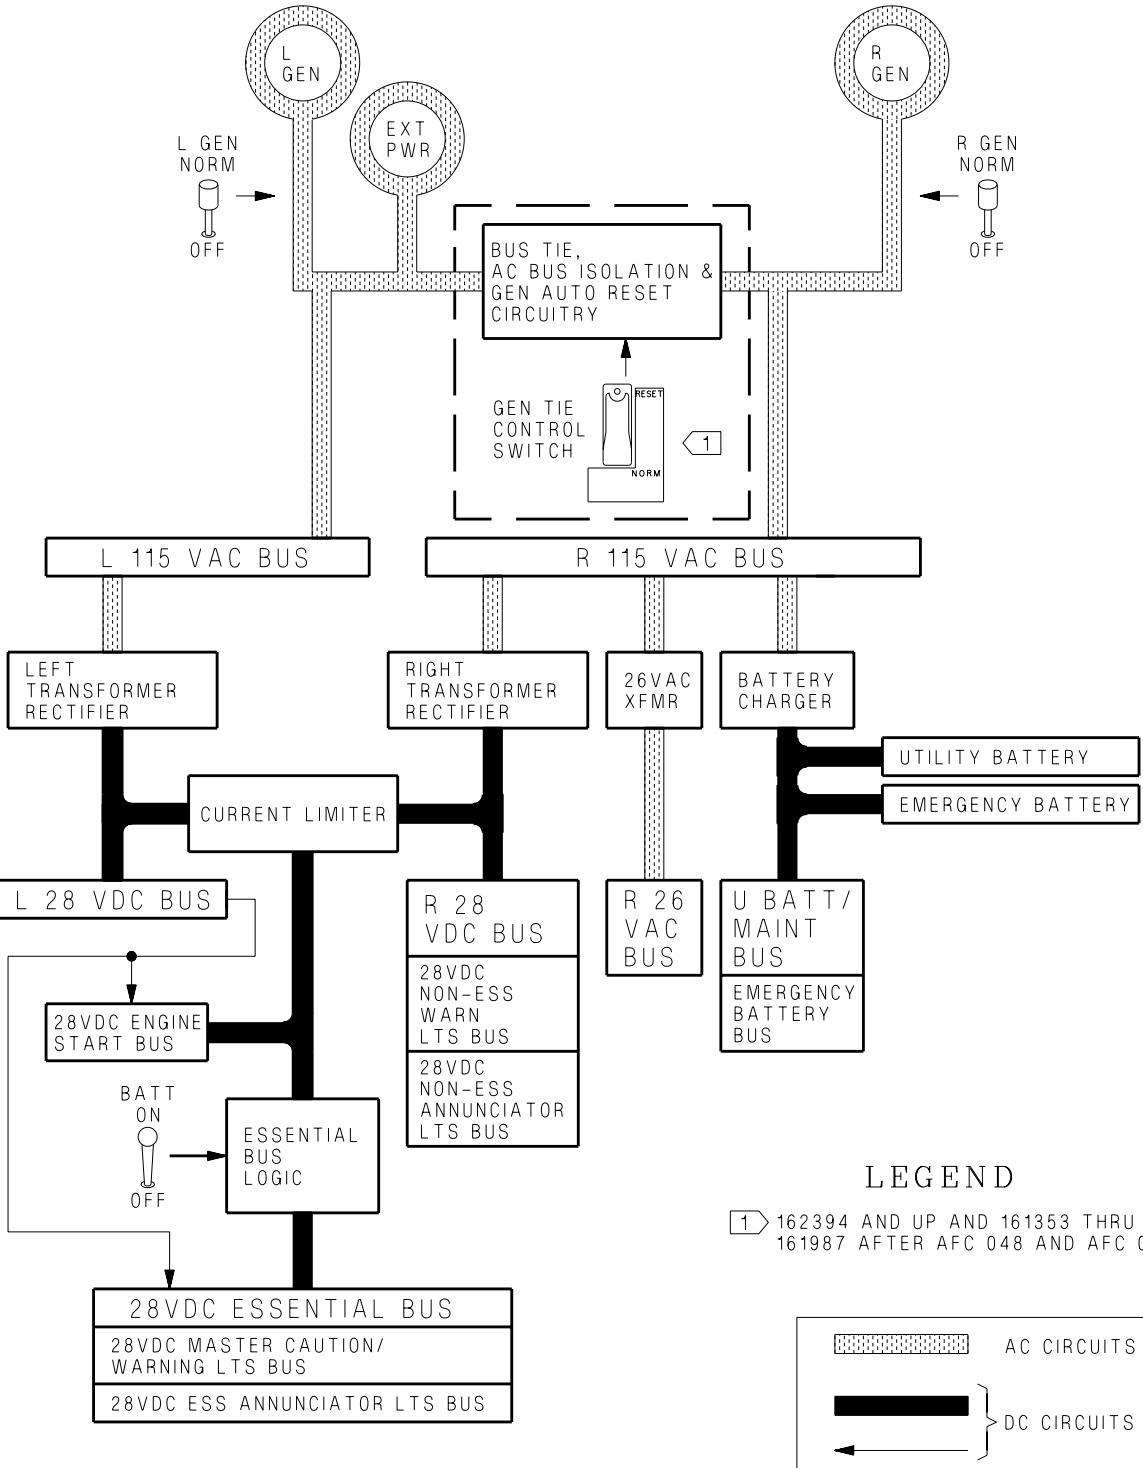 L
GEN
R
GEN
EXT
PWR
L GEN
NORM
OFF
R GEN
NORM
OFF
BUS TIE,
AC BUS ISOLATION &
GEN AUTO RESET
CIRCUITRY
GEN TIE
CONTROL
SWITCH
RESET
NORM
1
L 115 VAC BUS
R 115 VAC BUS
LEFT
TRANSFORMER
RECTIFIER
RIGHT
TRANSFORMER
RECTIFIER
26VAC
XFMR
BATTERY
CHARGER
UTILITY BATTERY
EMERGENCY BATTERY
CURRENT LIMITER
L 28 VDC BUS
R 28
VDC BUS
28VDC
NON-ESS
WARN
LTS BUS
28VDC
NON-ESS
ANNUNCIATOR
LTS BUS
R 26
VAC
BUS
U BATT/
MAINT
BUS
EMERGENCY
BATTERY
BUS
28VDC ENGINE
START BUS
BATT
ON
OFF
ESSENTIAL
BUS
LOGIC
28VDC ESSENTIAL BUS
28VDC MASTER CAUTION/
WARNING LTS BUS
28VDC ESS ANNUNCIATOR LTS BUS
LEGEND
1 162394 AND UP AND 161353 THRU
161987 AFTER AFC 048 AND AFC
AC CIRCUITS
DC CIRCUITS